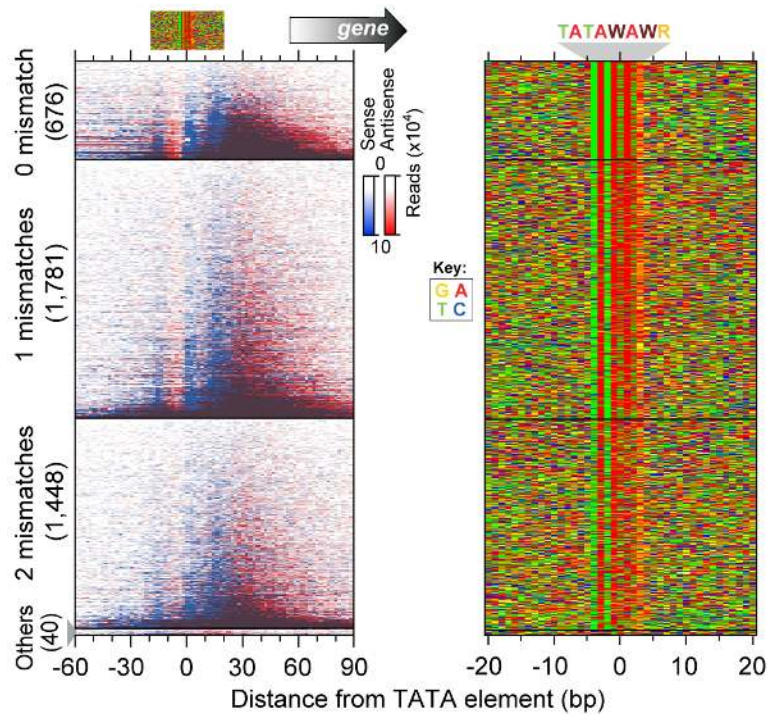 gene
TATAWAWR
0 mismatch
(676)
1 mismatches
(1,781)
2 mismatches
(1,448)
Others
(40)
Sense
Antisense
0
10
Reads (x10⁴)
Key:
G A
T C
-60 -30 0 30 60 90
-20 -10 0 10 20
Distance from TATA element (bp)